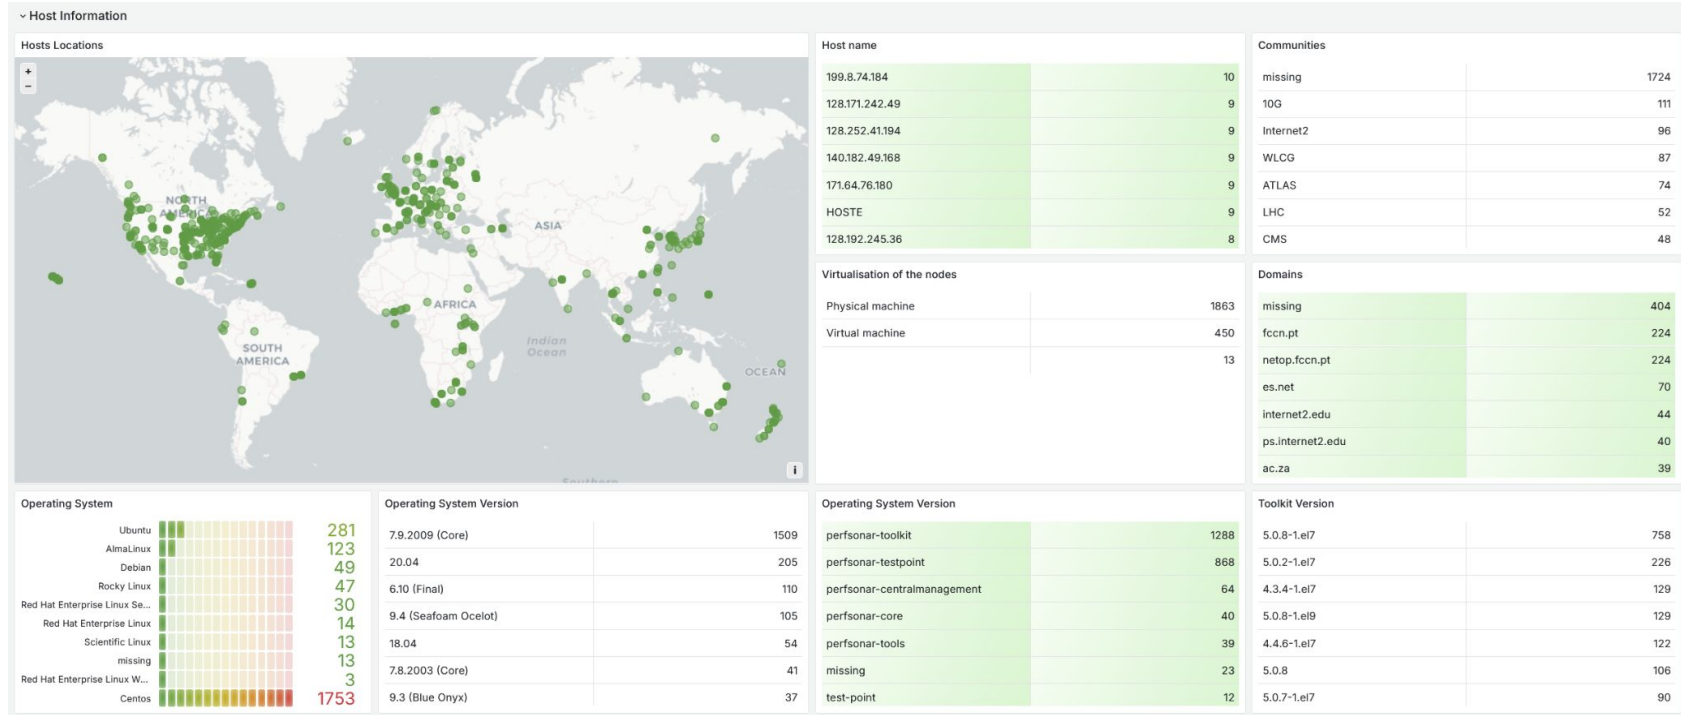 Host Information
Hosts Locations
+
−
NORTH
AMERICA
ASIA
AFRICA
Indian
Ocean
SOUTH
AMERICA
OCEAN
Southern
i
Host name
199.8.74.184 10
128.171.242.49 9
128.252.41.194 9
140.182.49.168 9
171.64.76.180 9
HOSTE 9
128.192.245.36 8
Communities
missing 1724
10G 111
Internet2 96
WLCG 87
ATLAS 74
LHC 52
CMS 48
Virtualisation of the nodes
Physical machine 1863
Virtual machine 450
13
Domains
missing 404
fccn.pt 224
netop.fccn.pt 224
es.net 70
internet2.edu 44
ps.internet2.edu 40
ac.za 39
Operating System
Ubuntu 281
AlmaLinux 123
Debian 49
Rocky Linux 47
Red Hat Enterprise Linux Se... 30
Red Hat Enterprise Linux 14
Scientific Linux 13
missing 13
Red Hat Enterprise Linux W... 3
Centos 1753
Operating System Version
7.9.2009 (Core) 1509
20.04 205
6.10 (Final) 110
9.4 (Seafoam Ocelot) 105
18.04 54
7.8.2003 (Core) 41
9.3 (Blue Onyx) 37
Operating System Version
perfsonar-toolkit 1288
perfsonar-testpoint 868
perfsonar-centralmanagement 64
perfsonar-core 40
perfsonar-tools 39
missing 23
test-point 12
Toolkit Version
5.0.8-1.el7 758
5.0.2-1.el7 226
4.3.4-1.el7 129
5.0.8-1.el9 129
4.4.6-1.el7 122
5.0.8 106
5.0.7-1.el7 90